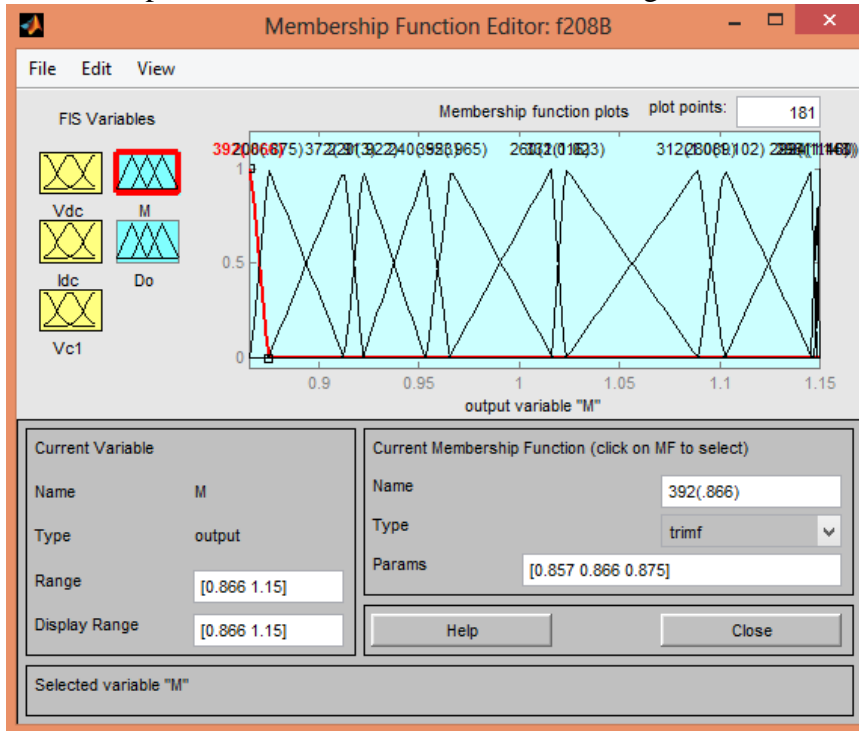 Membership Function Editor: f208B
File Edit View
FIS Variables
Membership function plots plot points: 181
Vdc M
Idc Do
Vc1
1
0.5
0
0.9 0.95 1 1.05 1.1 1.15
output variable "M"
Current Variable
Name M
Type output
Range [0.866 1.15]
Display Range [0.866 1.15]
Current Membership Function (click on MF to select)
Name 392(.866)
Type trimf
Params [0.857 0.866 0.875]
Help Close
Selected variable "M"